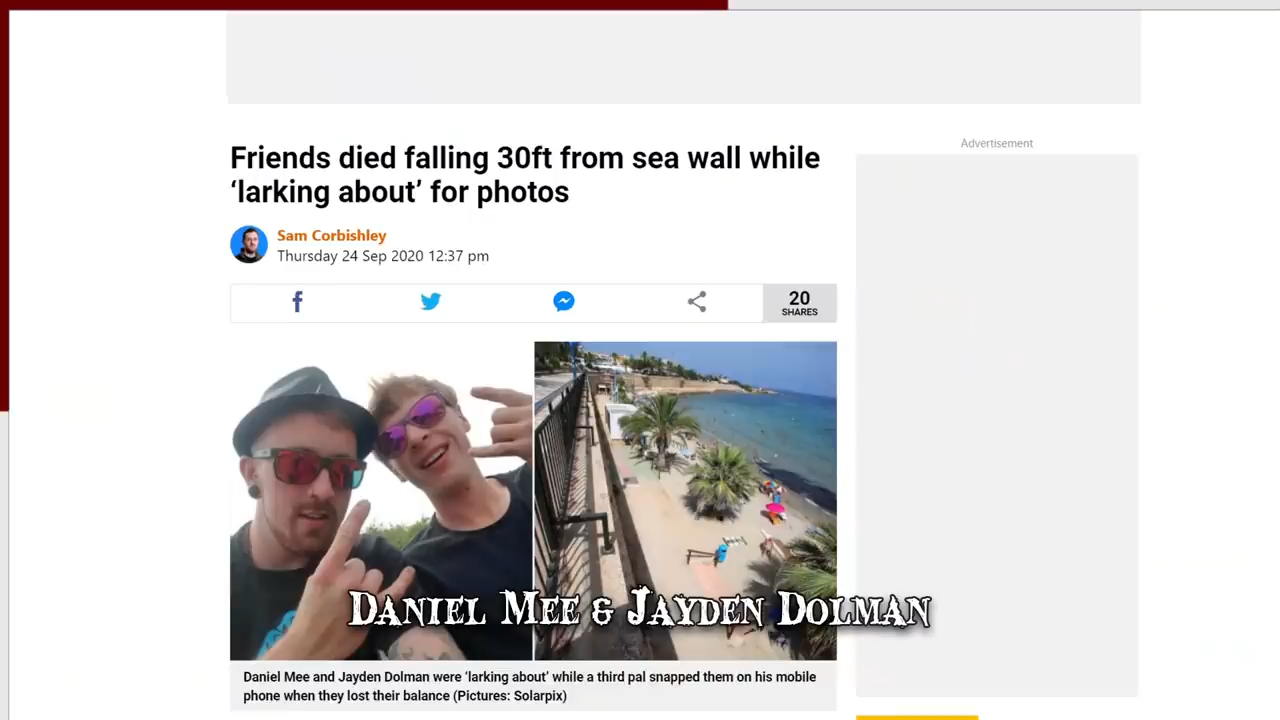 Advertisement
Friends died falling 30ft from sea wall while
‘larking about’ for photos
Sam Corbishley
Thursday 24 Sep 2020 12:37 pm
20
SHARES
Daniel Mee & Jayden Dolman
Daniel Mee and Jayden Dolman were ‘larking about’ while a third pal snapped them on his mobile
phone when they lost their balance (Pictures: Solarpix)